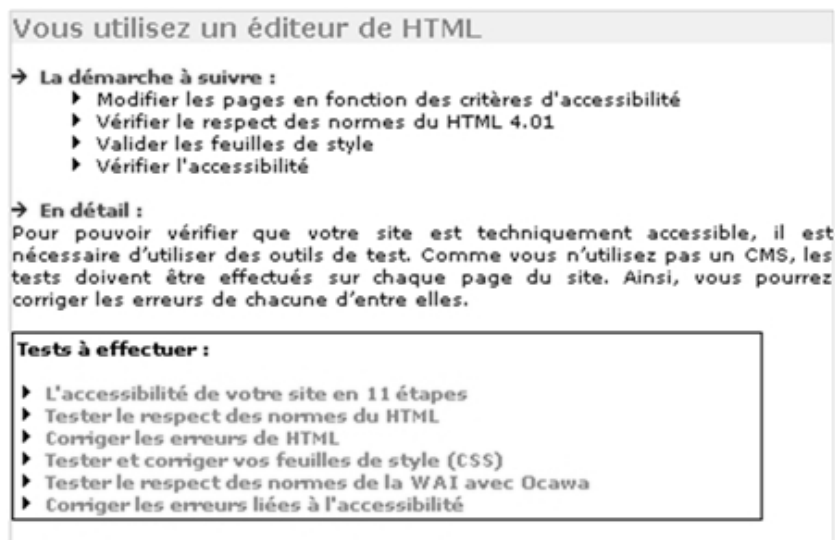 Vous utilisez un éditeur de HTML
→ La démarche à suivre :
Modifier les pages en fonction des critères d'accessibilité
Vérifier le respect des normes du HTML 4.01
Valider les feuilles de style
Vérifier l'accessibilité
→ En détail :
Pour pouvoir vérifier que votre site est techniquement accessible, il est
nécessaire d’utiliser des outils de test. Comme vous n’utilisez pas un CMS, les
tests doivent être effectués sur chaque page du site. Ainsi, vous pourrez
corriger les erreurs de chacune d’entre elles.
Tests à effectuer :
L'accessibilité de votre site en 11 étapes
Tester le respect des normes du HTML
Corriger les erreurs de HTML
Tester et corriger vos feuilles de style (CSS)
Tester le respect des normes de la WAI avec Ocawa
Corriger les erreurs liées à l'accessibilité